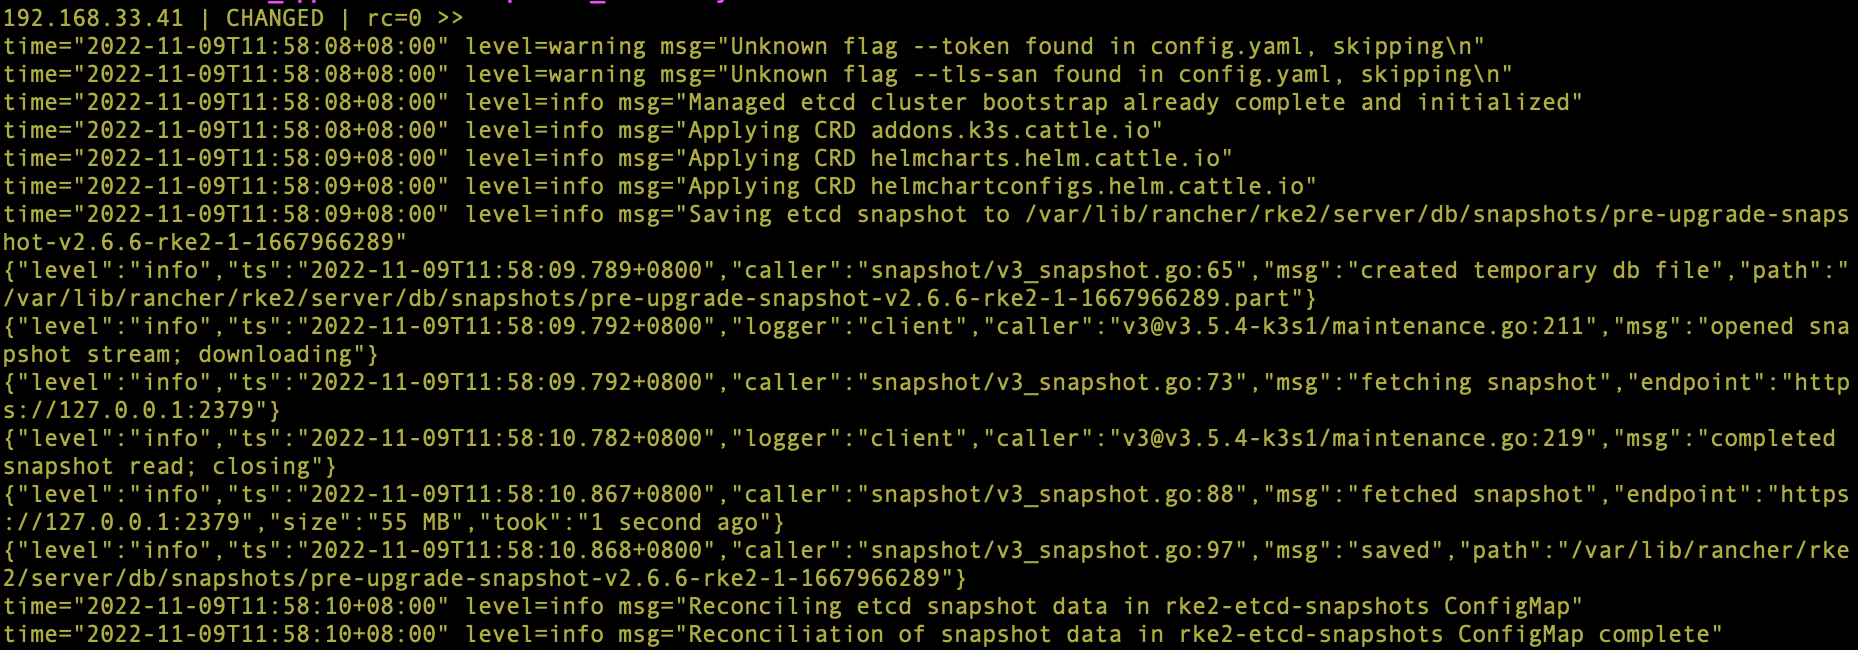 192.168.33.41 | CHANGED | rc=0 >>
time="2022-11-09T11:58:08+08:00" level=warning msg="Unknown flag --token found in config.yaml, skipping\n"
time="2022-11-09T11:58:08+08:00" level=warning msg="Unknown flag --tls-san found in config.yaml, skipping\n"
time="2022-11-09T11:58:08+08:00" level=info msg="Managed etcd cluster bootstrap already complete and initialized"
time="2022-11-09T11:58:08+08:00" level=info msg="Applying CRD addons.k3s.cattle.io"
time="2022-11-09T11:58:09+08:00" level=info msg="Applying CRD helmcharts.helm.cattle.io"
time="2022-11-09T11:58:09+08:00" level=info msg="Applying CRD helmchartconfigs.helm.cattle.io"
time="2022-11-09T11:58:09+08:00" level=info msg="Saving etcd snapshot to /var/lib/rancher/rke2/server/db/snapshots/pre-upgrade-snaps
hot-v2.6.6-rke2-1-1667966289"
{"level":"info","ts":"2022-11-09T11:58:09.789+0800","caller":"snapshot/v3_snapshot.go:65","msg":"created temporary db file","path":"
/var/lib/rancher/rke2/server/db/snapshots/pre-upgrade-snapshot-v2.6.6-rke2-1-1667966289.part"}
{"level":"info","ts":"2022-11-09T11:58:09.792+0800","logger":"client","caller":"v3@v3.5.4-k3s1/maintenance.go:211","msg":"opened sna
pshot stream; downloading"}
{"level":"info","ts":"2022-11-09T11:58:09.792+0800","caller":"snapshot/v3_snapshot.go:73","msg":"fetching snapshot","endpoint":"http
s://127.0.0.1:2379"}
{"level":"info","ts":"2022-11-09T11:58:10.782+0800","logger":"client","caller":"v3@v3.5.4-k3s1/maintenance.go:219","msg":"completed
snapshot read; closing"}
{"level":"info","ts":"2022-11-09T11:58:10.867+0800","caller":"snapshot/v3_snapshot.go:88","msg":"fetched snapshot","endpoint":"https
://127.0.0.1:2379","size":"55 MB","took":"1 second ago"}
{"level":"info","ts":"2022-11-09T11:58:10.868+0800","caller":"snapshot/v3_snapshot.go:97","msg":"saved","path":"/var/lib/rancher/rke
2/server/db/snapshots/pre-upgrade-snapshot-v2.6.6-rke2-1-1667966289"}
time="2022-11-09T11:58:10+08:00" level=info msg="Reconciling etcd snapshot data in rke2-etcd-snapshots ConfigMap"
time="2022-11-09T11:58:10+08:00" level=info msg="Reconciliation of snapshot data in rke2-etcd-snapshots ConfigMap complete"